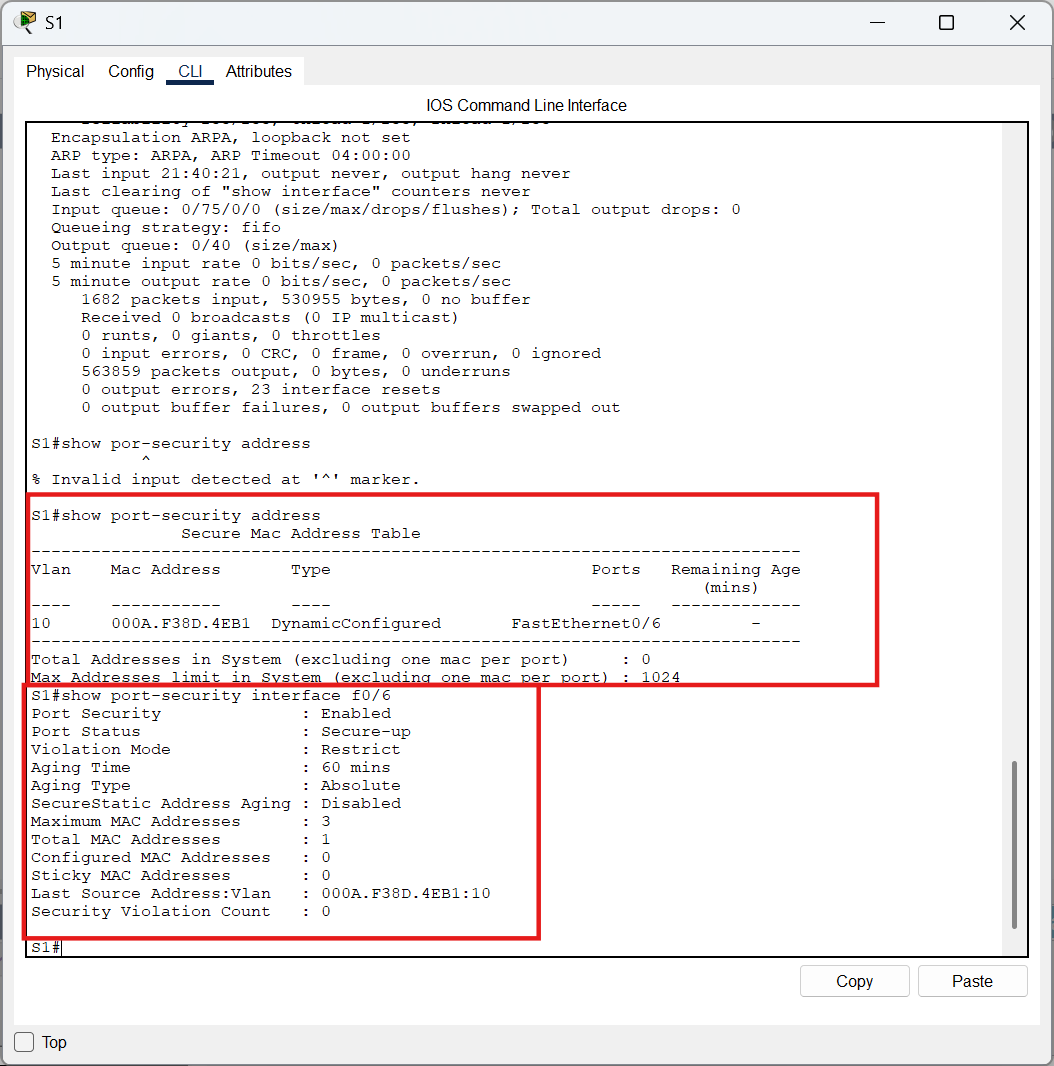 S1
Physical Config CLI Attributes
IOS Command Line Interface
Encapsulation ARPA, loopback not set
ARP type: ARPA, ARP Timeout 04:00:00
Last input 21:40:21, output never, output hang never
Last clearing of "show interface" counters never
Input queue: 0/75/0/0 (size/max/drops/flushes); Total output drops: 0
Queueing strategy: fifo
Output queue: 0/40 (size/max)
5 minute input rate 0 bits/sec, 0 packets/sec
5 minute output rate 0 bits/sec, 0 packets/sec
1682 packets input, 530955 bytes, 0 no buffer
Received 0 broadcasts (0 IP multicast)
0 runts, 0 giants, 0 throttles
0 input errors, 0 CRC, 0 frame, 0 overrun, 0 ignored
563859 packets output, 0 bytes, 0 underruns
0 output errors, 23 interface resets
0 output buffer failures, 0 output buffers swapped out
S1#show por-security address
^
% Invalid input detected at '^' marker.
S1#show port-security address
Secure Mac Address Table
-----------------------------------------------------------------------------
Vlan Mac Address Type Ports Remaining Age
(mins)
---- ----------- ---- ----- -------------
10 000A.F38D.4EB1 DynamicConfigured FastEthernet0/6 -
-----------------------------------------------------------------------------
Total Addresses in System (excluding one mac per port) : 0
Max Addresses limit in System (excluding one mac per port) : 1024
S1#show port-security interface f0/6
Port Security : Enabled
Port Status : Secure-up
Violation Mode : Restrict
Aging Time : 60 mins
Aging Type : Absolute
SecureStatic Address Aging : Disabled
Maximum MAC Addresses : 3
Total MAC Addresses : 1
Configured MAC Addresses : 0
Sticky MAC Addresses : 0
Last Source Address:Vlan : 000A.F38D.4EB1:10
Security Violation Count : 0
S1#
Copy Paste
Top